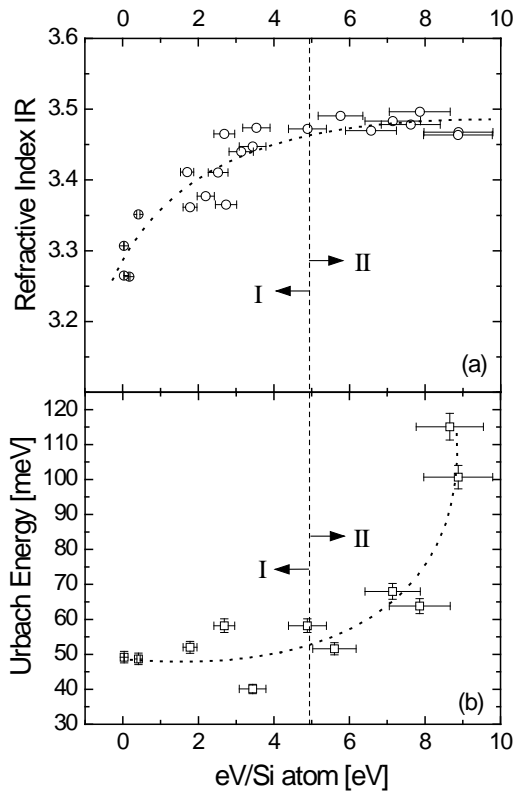 0 2 4 6 8 10
3.6
3.5
3.4
3.3
3.2
Refractive Index IR
II
I
(a)
120
110
100
90
80
70
60
50
40
30
Urbach Energy [meV]
II
I
(b)
0 2 4 6 8 10
eV/Si atom [eV]